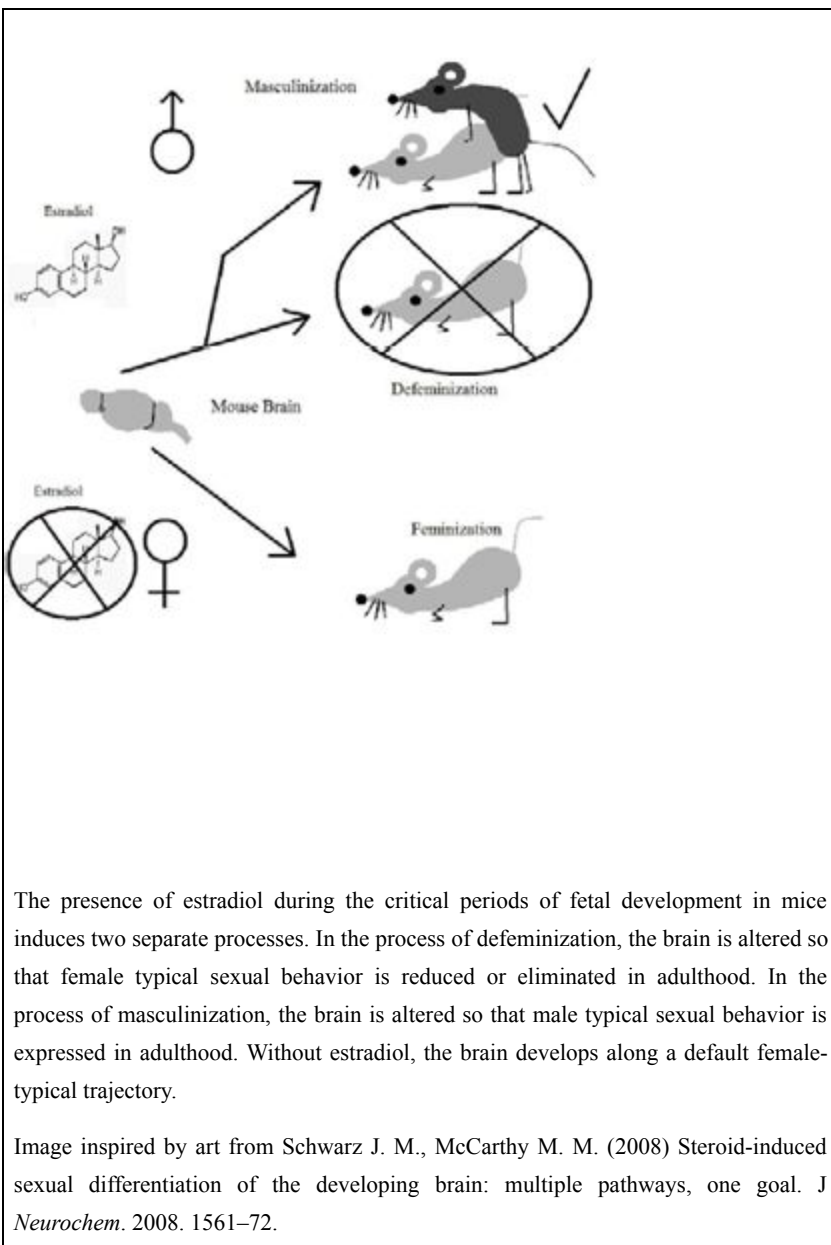 Masculinization
Estradiol
OH
H
H
H
HO
Mouse Brain
Defeminization
Estradiol
Feminization
The presence of estradiol during the critical periods of fetal development in mice
induces two separate processes. In the process of defeminization, the brain is altered so
that female typical sexual behavior is reduced or eliminated in adulthood. In the
process of masculinization, the brain is altered so that male typical sexual behavior is
expressed in adulthood. Without estradiol, the brain develops along a default female-
typical trajectory.
Image inspired by art from Schwarz J. M., McCarthy M. M. (2008) Steroid-induced
sexual differentiation of the developing brain: multiple pathways, one goal. J
Neurochem. 2008. 1561–72.